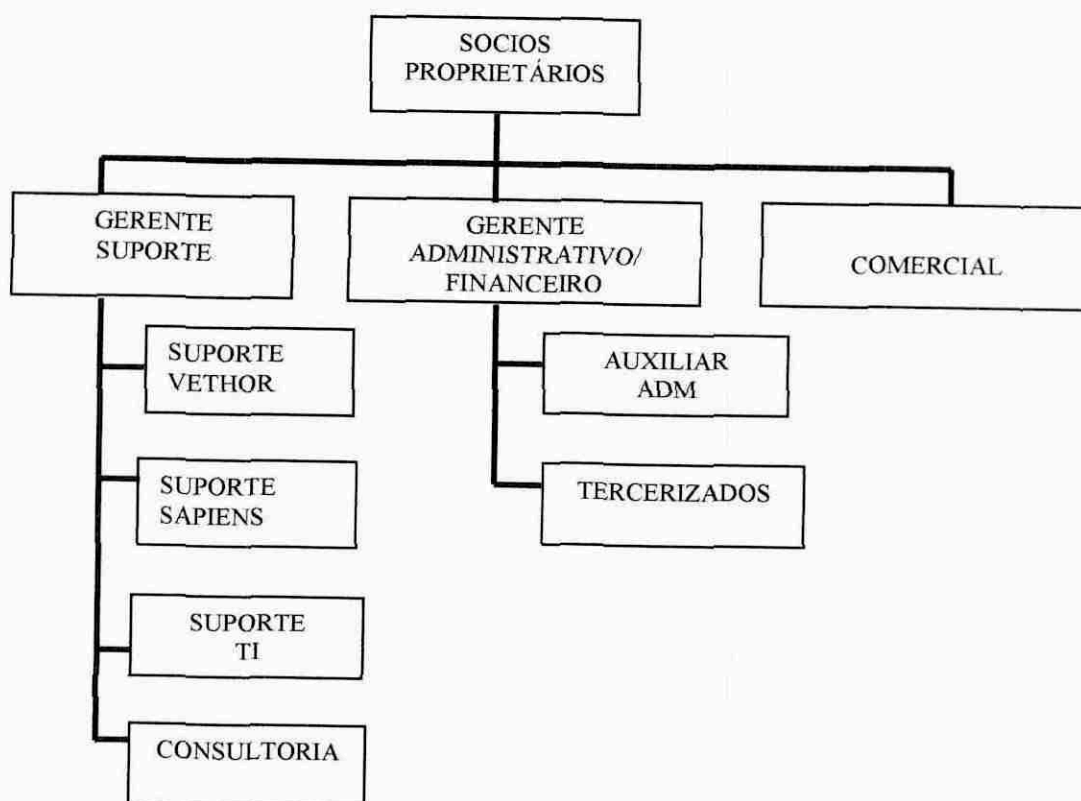 SOCIOS
PROPRIETÁRIOS
GERENTE
SUPORTE
GERENTE
ADMINISTRATIVO/
FINANCEIRO
COMERCIAL
SUPORTE
VETHOR
AUXILIAR
ADM
SUPORTE
SAPIENS
TERCERIZADOS
SUPORTE
TI
CONSULTORIA